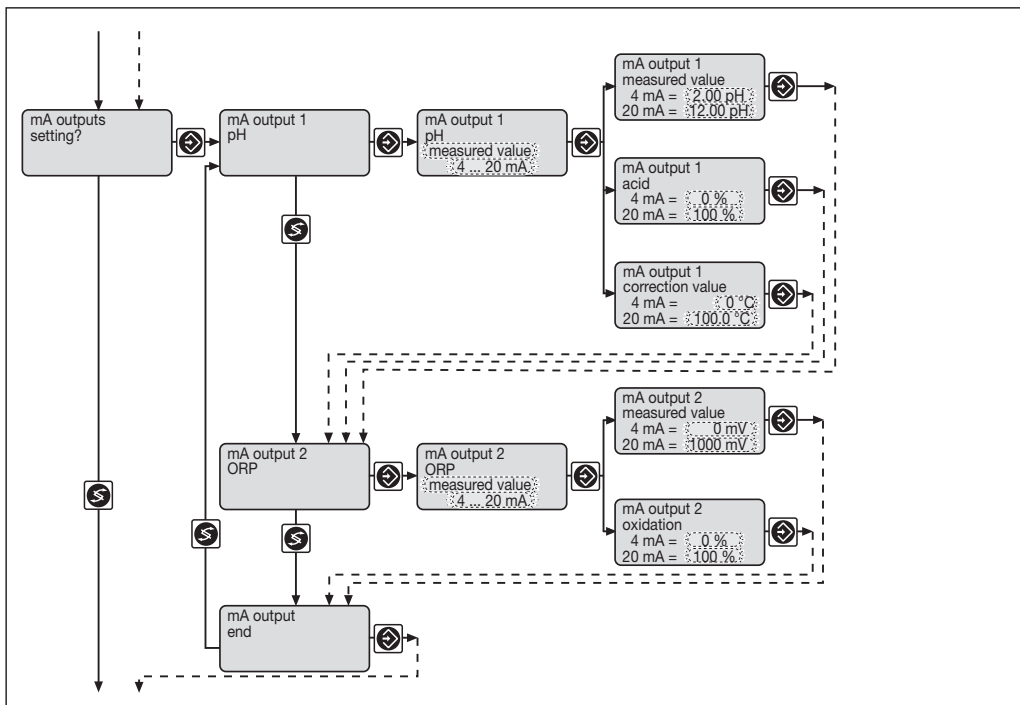 mA outputs
setting?
mA output 1
pH
mA output 1
pH
measured value
4 ... 20 mA
mA output 1
measured value
4 mA = 2.00 pH
20 mA = 12.00 pH
mA output 1
acid
4 mA = 0 %
20 mA = 100 %
mA output 1
correction value
4 mA = 0 °C
20 mA = 100.0 °C
mA output 2
ORP
mA output 2
ORP
measured value
4 ... 20 mA
mA output 2
measured value
4 mA = 0 mV
20 mA = 1000 mV
mA output 2
oxidation
4 mA = 0 %
20 mA = 100 %
mA output
end